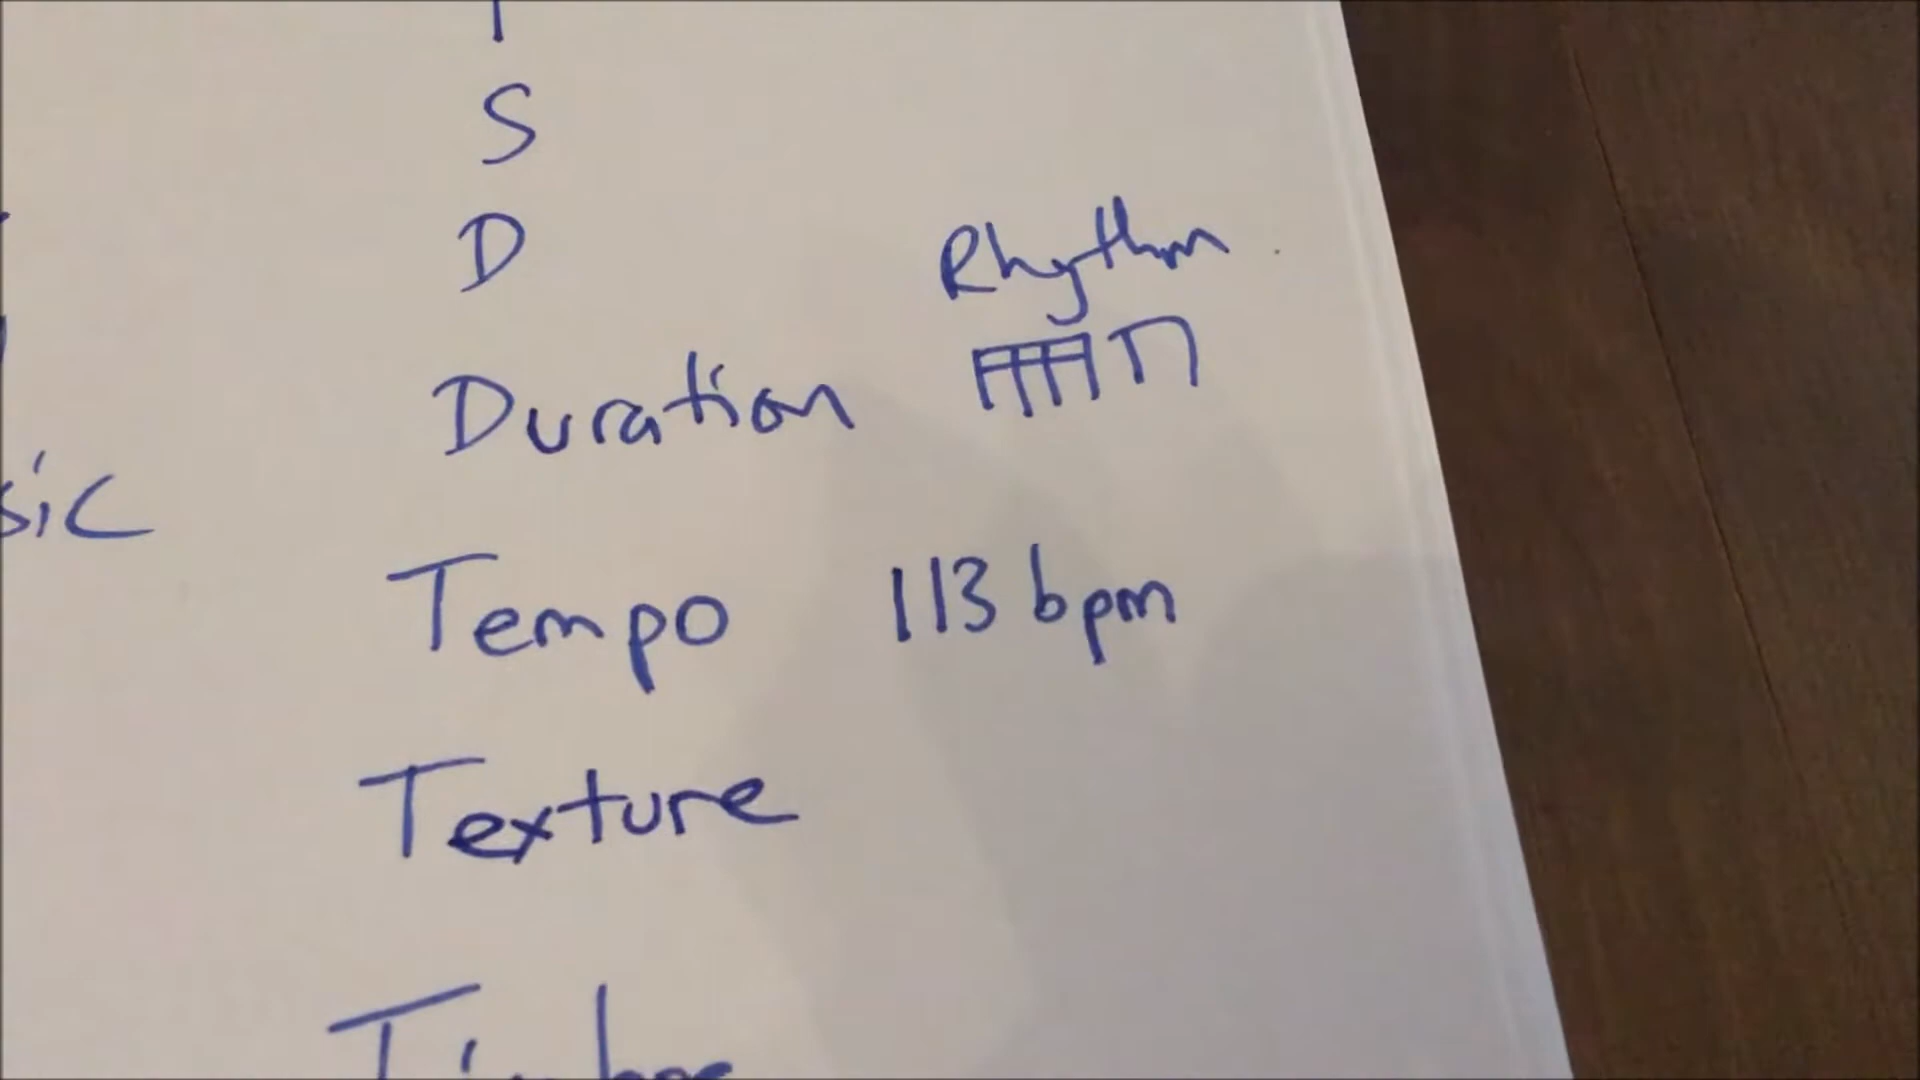 S
D
Rhythm
Duration
sic
Tempo 113 bpm
Texture